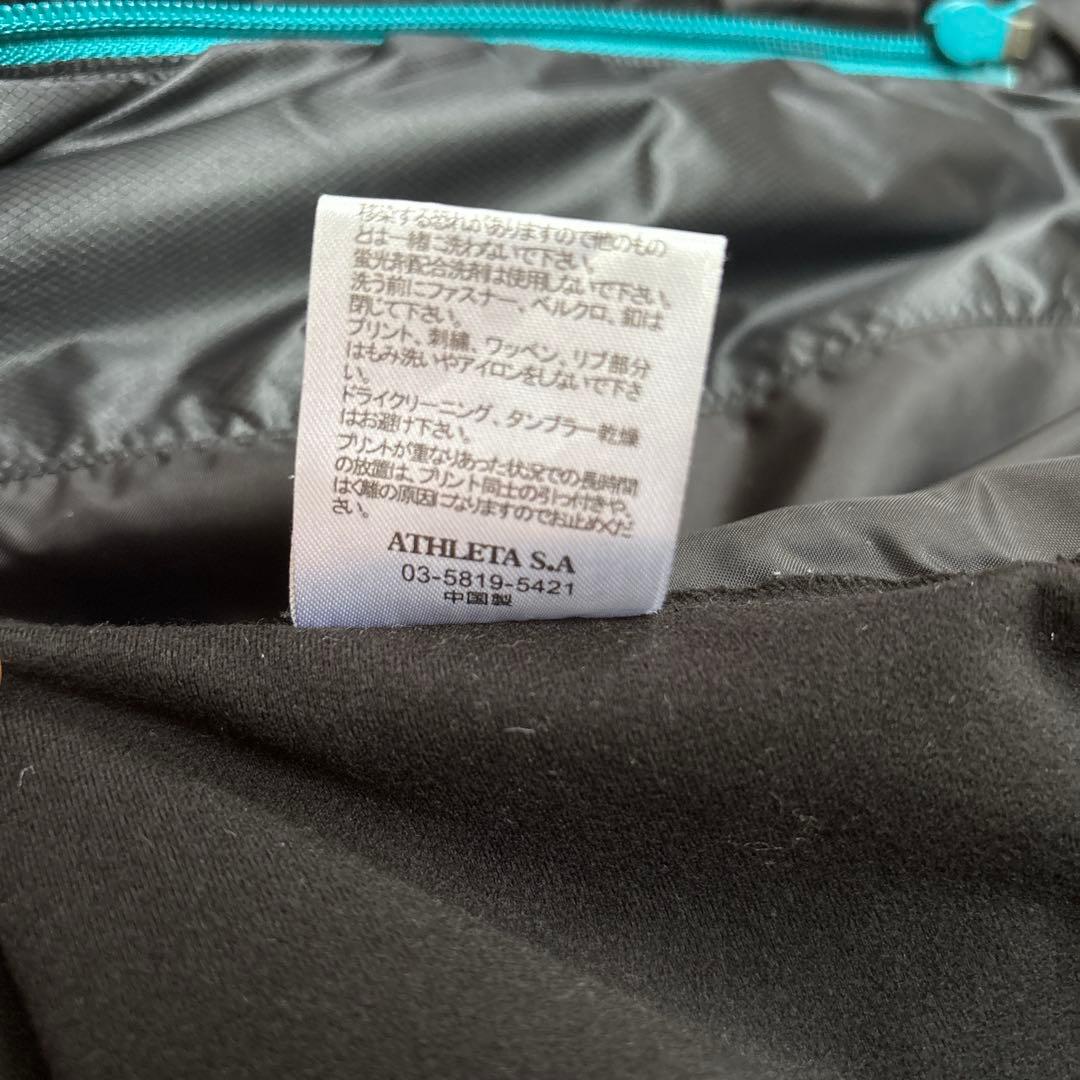 移染する恐れがありますので他のもの
とは一緒に洗わないで下さい。
蛍光剤配合洗剤は使用しないで下さい。
洗う前にファスナー、ベルクロ、釦は
閉じて下さい。
プリント、刺繍、ワッペン、リブ部分
はもみ洗いやアイロンをしないで下さ
い。
ドライクリーニング、タンブラー乾燥
はお避け下さい。
プリントが重なりあった状況での長時間
の放置は、プリント同士の引っ付きや、
はく離の原因になりますのでお止めくだ
さい。
ATHLETA S.A
03-5819-5421
中国製